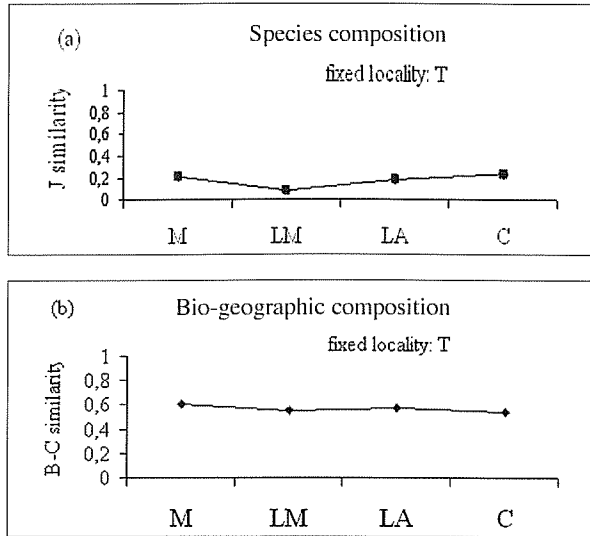 (a) Species composition
fixed locality: T
J similarity
1
0,8
0,6
0,4
0,2
0
M LM LA C
(b) Bio-geographic composition
fixed locality: T
B-C similarity
1
0,8
0,6
0,4
0,2
0
M LM LA C